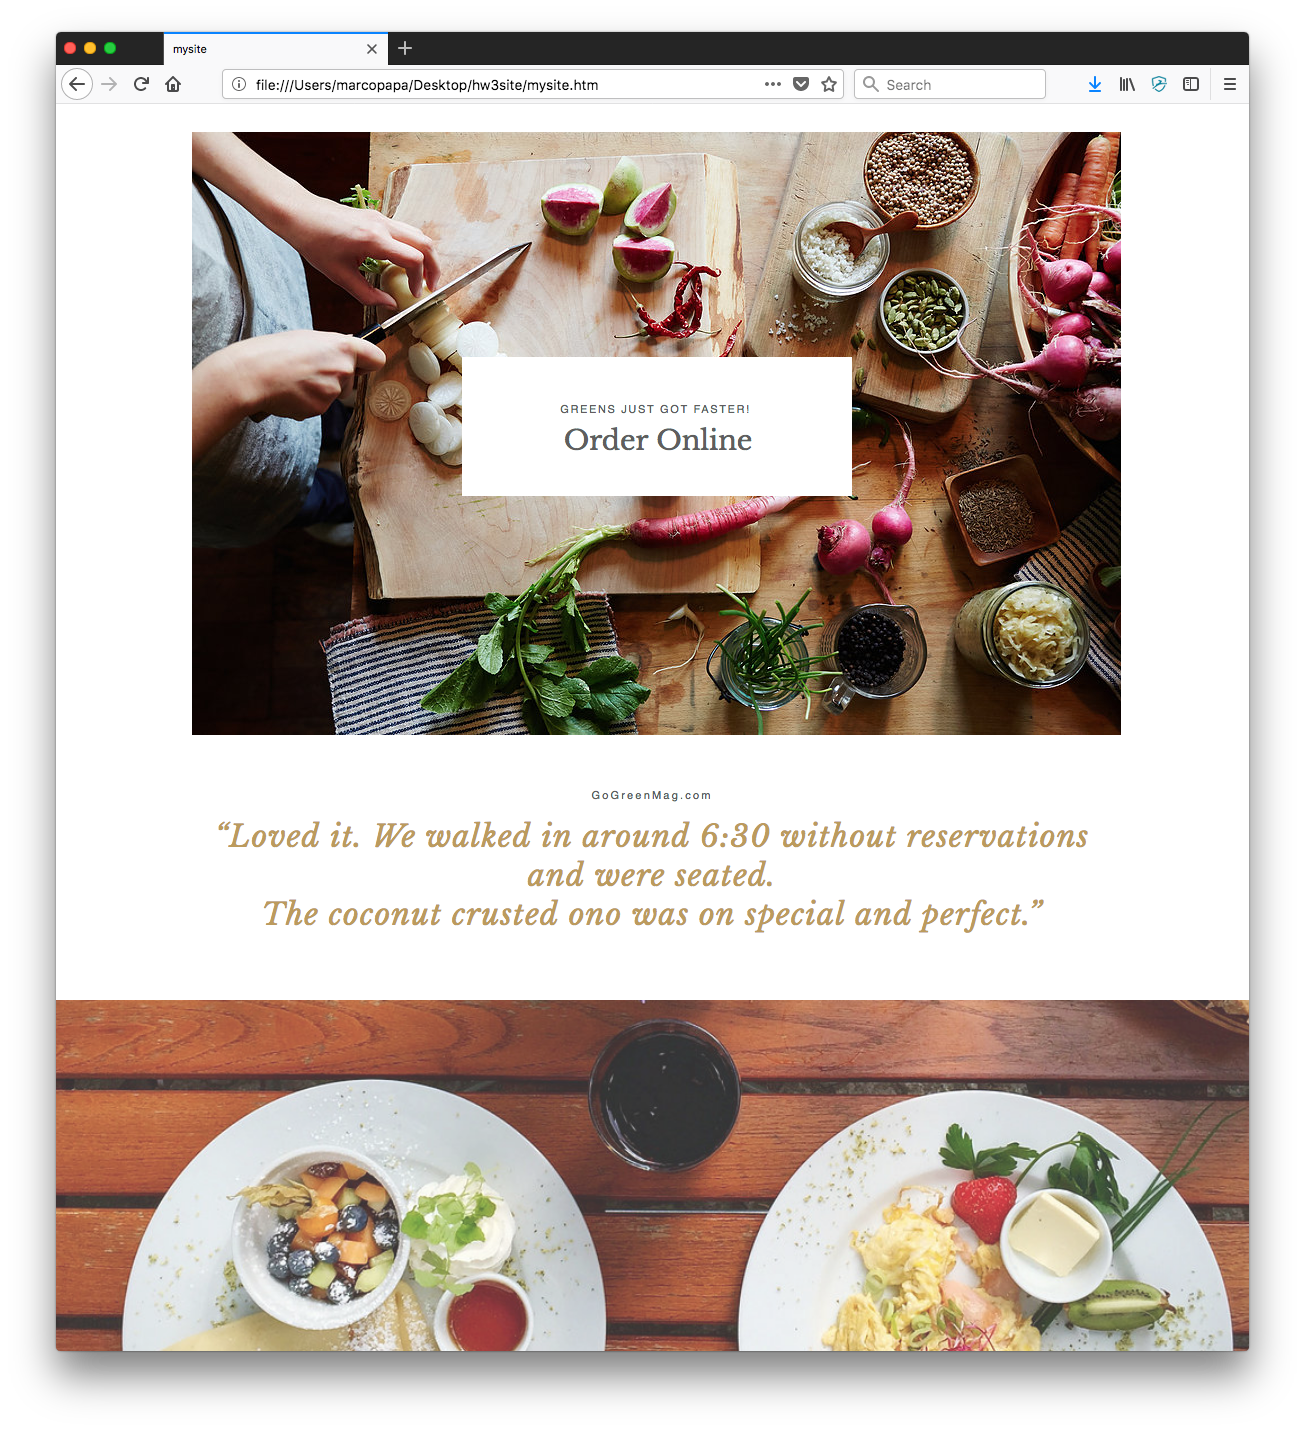 mysite
file:///Users/marcopapa/Desktop/hw3site/mysite.htm
Search
GREENS JUST GOT FASTER!
Order Online
GoGreenMag.com
“Loved it. We walked in around 6:30 without reservations
and were seated.
The coconut crusted ono was on special and perfect.”